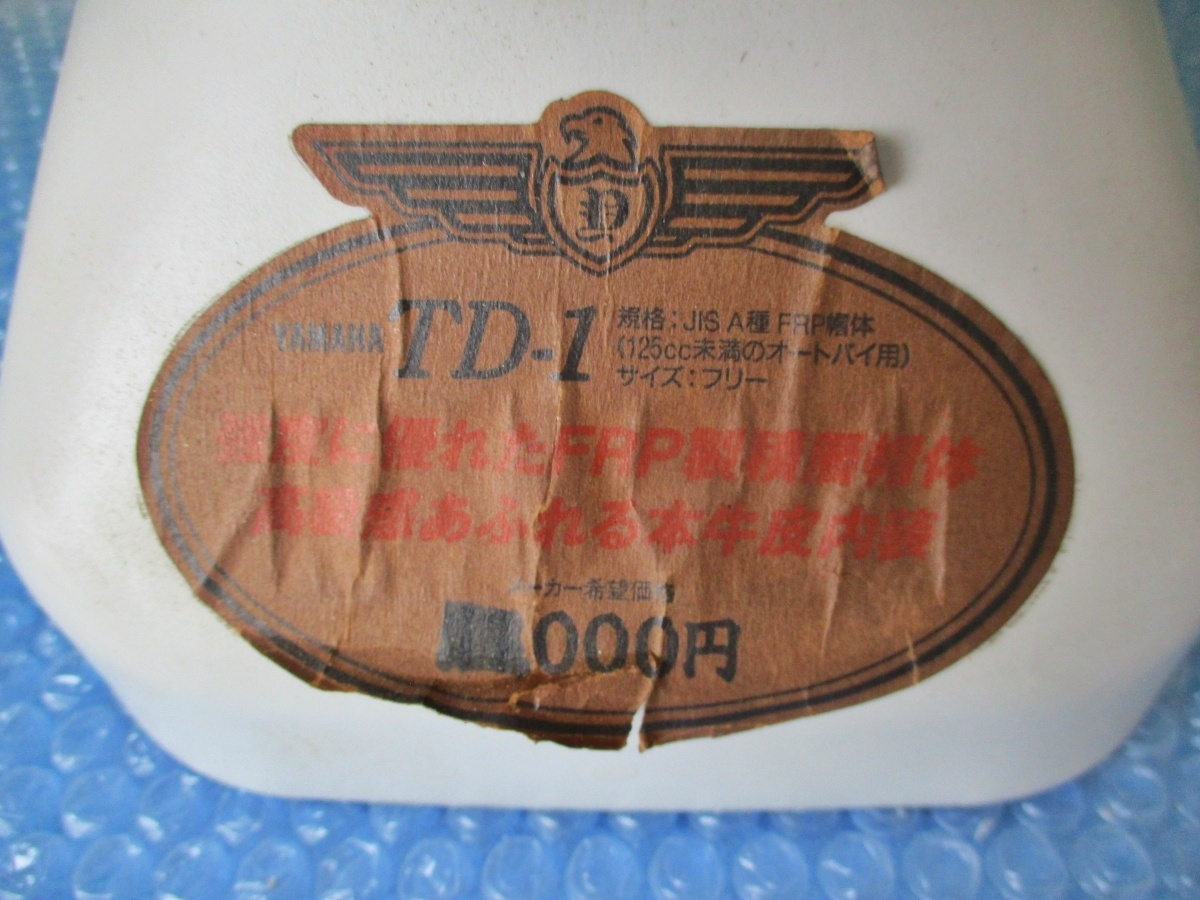 YAMAHA TD-1
規格：JIS A種 FRP帽体
(125cc未満のオートバイ用)
サイズ：フリー
強度に優れたFRP製積層帽体
高級感あふれる本牛皮内装
メーカー希望価格
000円